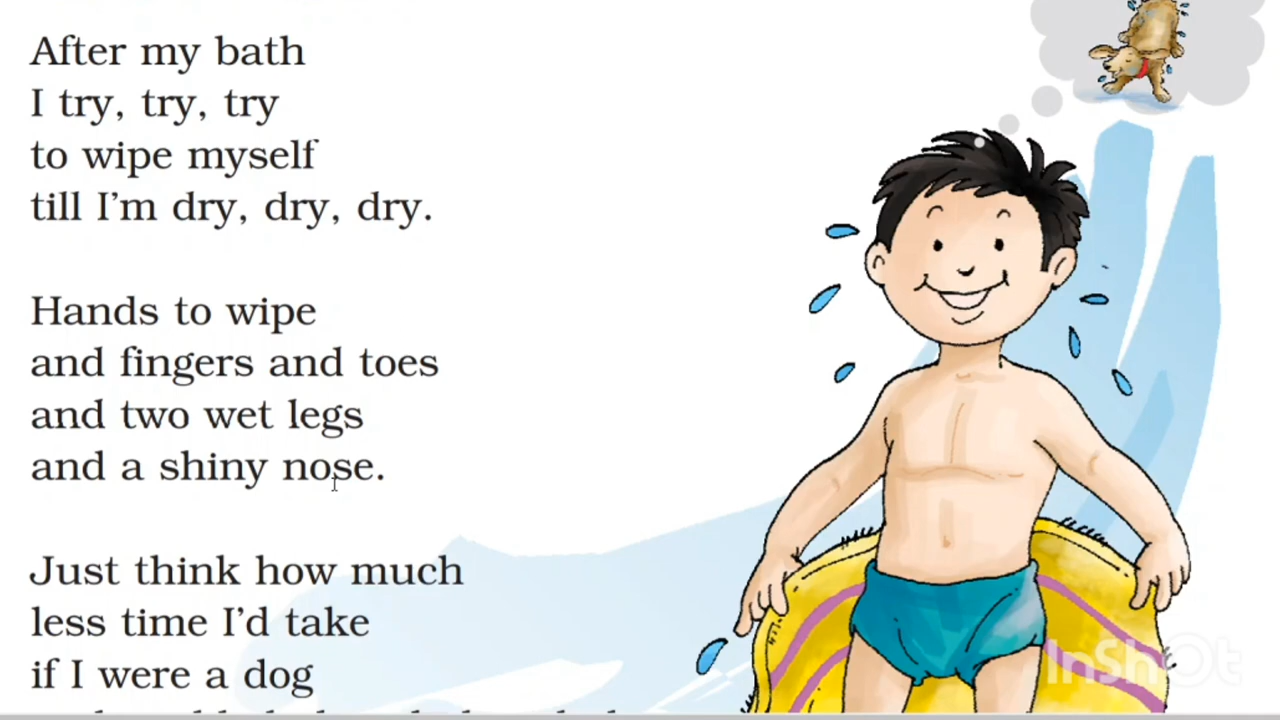 After my bath
I try, try, try
to wipe myself
till I'm dry, dry, dry.
Hands to wipe
and fingers and toes
and two wet legs
and a shiny nose.
Just think how much
less time I'd take
if I were a dog
InShOt